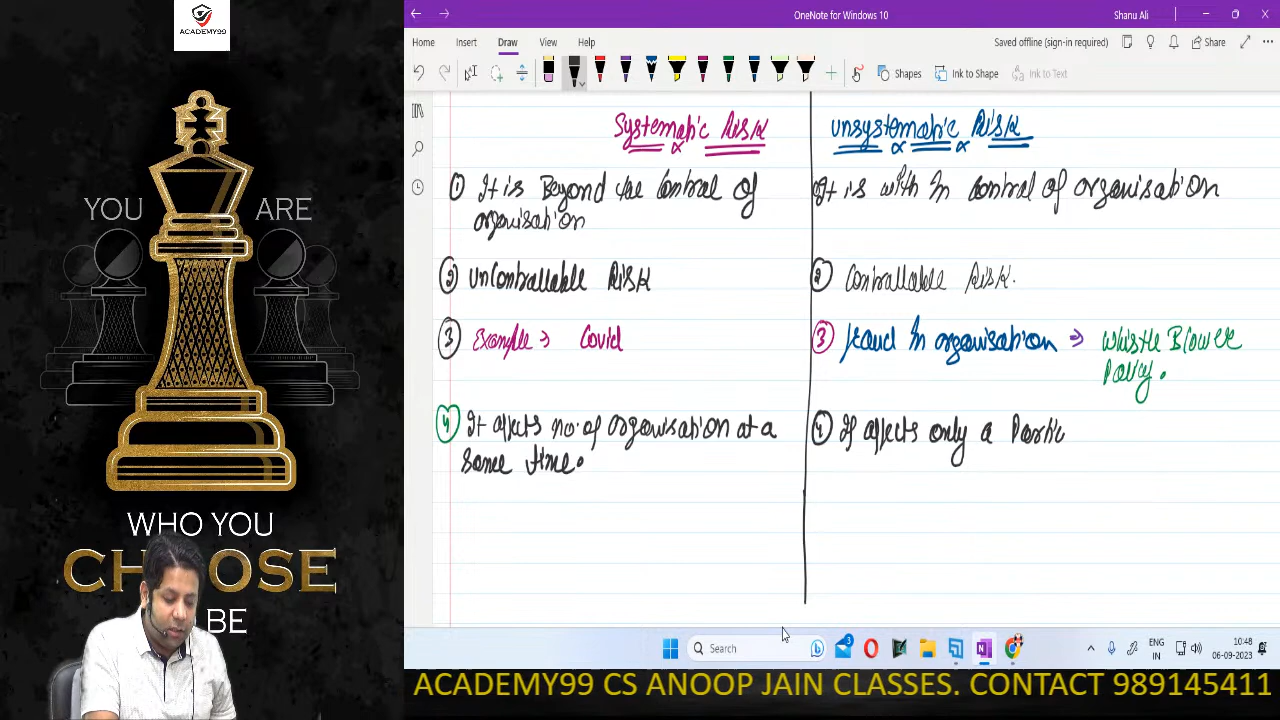 ACADEMY99
YOU ARE
WHO YOU
CHOOSE
BE
OneNote for Windows 10
Shanu Ali
Home Insert Draw View Help
Saved offline (sign-in required)
Share
Shapes
Ink to Shape
Ink to Text
Systematic Risk
① It is Beyond the Control of
organisation
② UnControllable Risk
③ Example → Covid
④ It affects no. of organisation at a
same time.
Unsystematic Risk
It is with In control of organisation
② Controllable Risk.
③ fraud In organisation ⇒ Whistle Blower
Policy.
④ It affects only a Partic
Search
3
ENG
IN
10:48
06-09-2023
ACADEMY99 CS ANOOP JAIN CLASSES. CONTACT 989145411